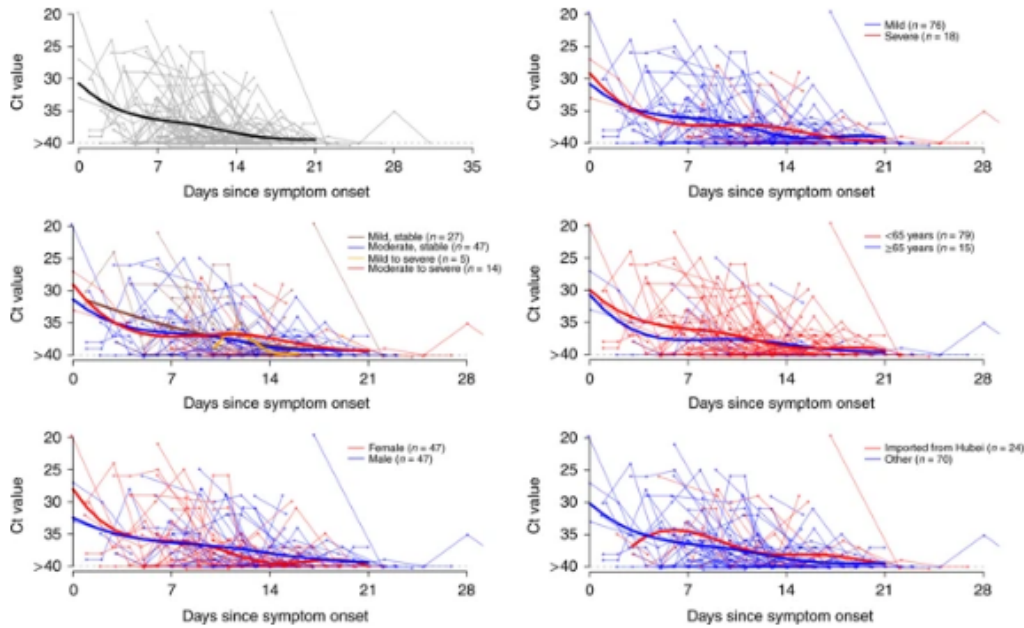 20
25
30
35
>40
Ct value
0 7 14 21 28 35
Days since symptom onset
20
25
30
35
>40
Ct value
Mild (n = 76)
Severe (n = 18)
0 7 14 21 28
Days since symptom onset
20
25
30
35
>40
Ct value
Mild, stable (n = 27)
Moderate, stable (n = 47)
Mild to severe (n = 5)
Moderate to severe (n = 14)
0 7 14 21 28
Days since symptom onset
20
25
30
35
>40
Ct value
<65 years (n = 79)
≥65 years (n = 15)
0 7 14 21 28
Days since symptom onset
20
25
30
35
>40
Ct value
Female (n = 47)
Male (n = 47)
0 7 14 21 28
Days since symptom onset
20
25
30
35
>40
Ct value
Imported from Hubei (n = 24)
Other (n = 70)
0 7 14 21 28
Days since symptom onset